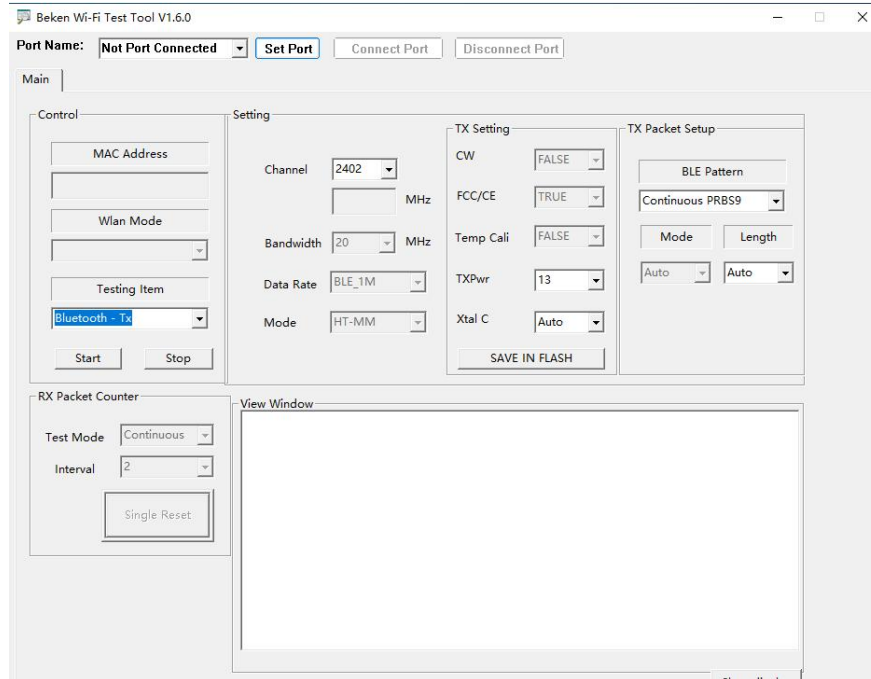 Beken Wi-Fi Test Tool V1.6.0
Port Name: Not Port Connected Set Port Connect Port Disconnect Port
Main
Control
MAC Address
Wlan Mode
Testing Item
Bluetooth - Tx
Start Stop
Setting
Channel 2402
MHz
Bandwidth 20 MHz
Data Rate BLE_1M
Mode HT-MM
TX Setting
CW FALSE
FCC/CE TRUE
Temp Cali FALSE
TXPwr 13
Xtal C Auto
SAVE IN FLASH
TX Packet Setup
BLE Pattern
Continuous PRBS9
Mode Length
Auto Auto
RX Packet Counter
Test Mode Continuous
Interval 2
Single Reset
View Window